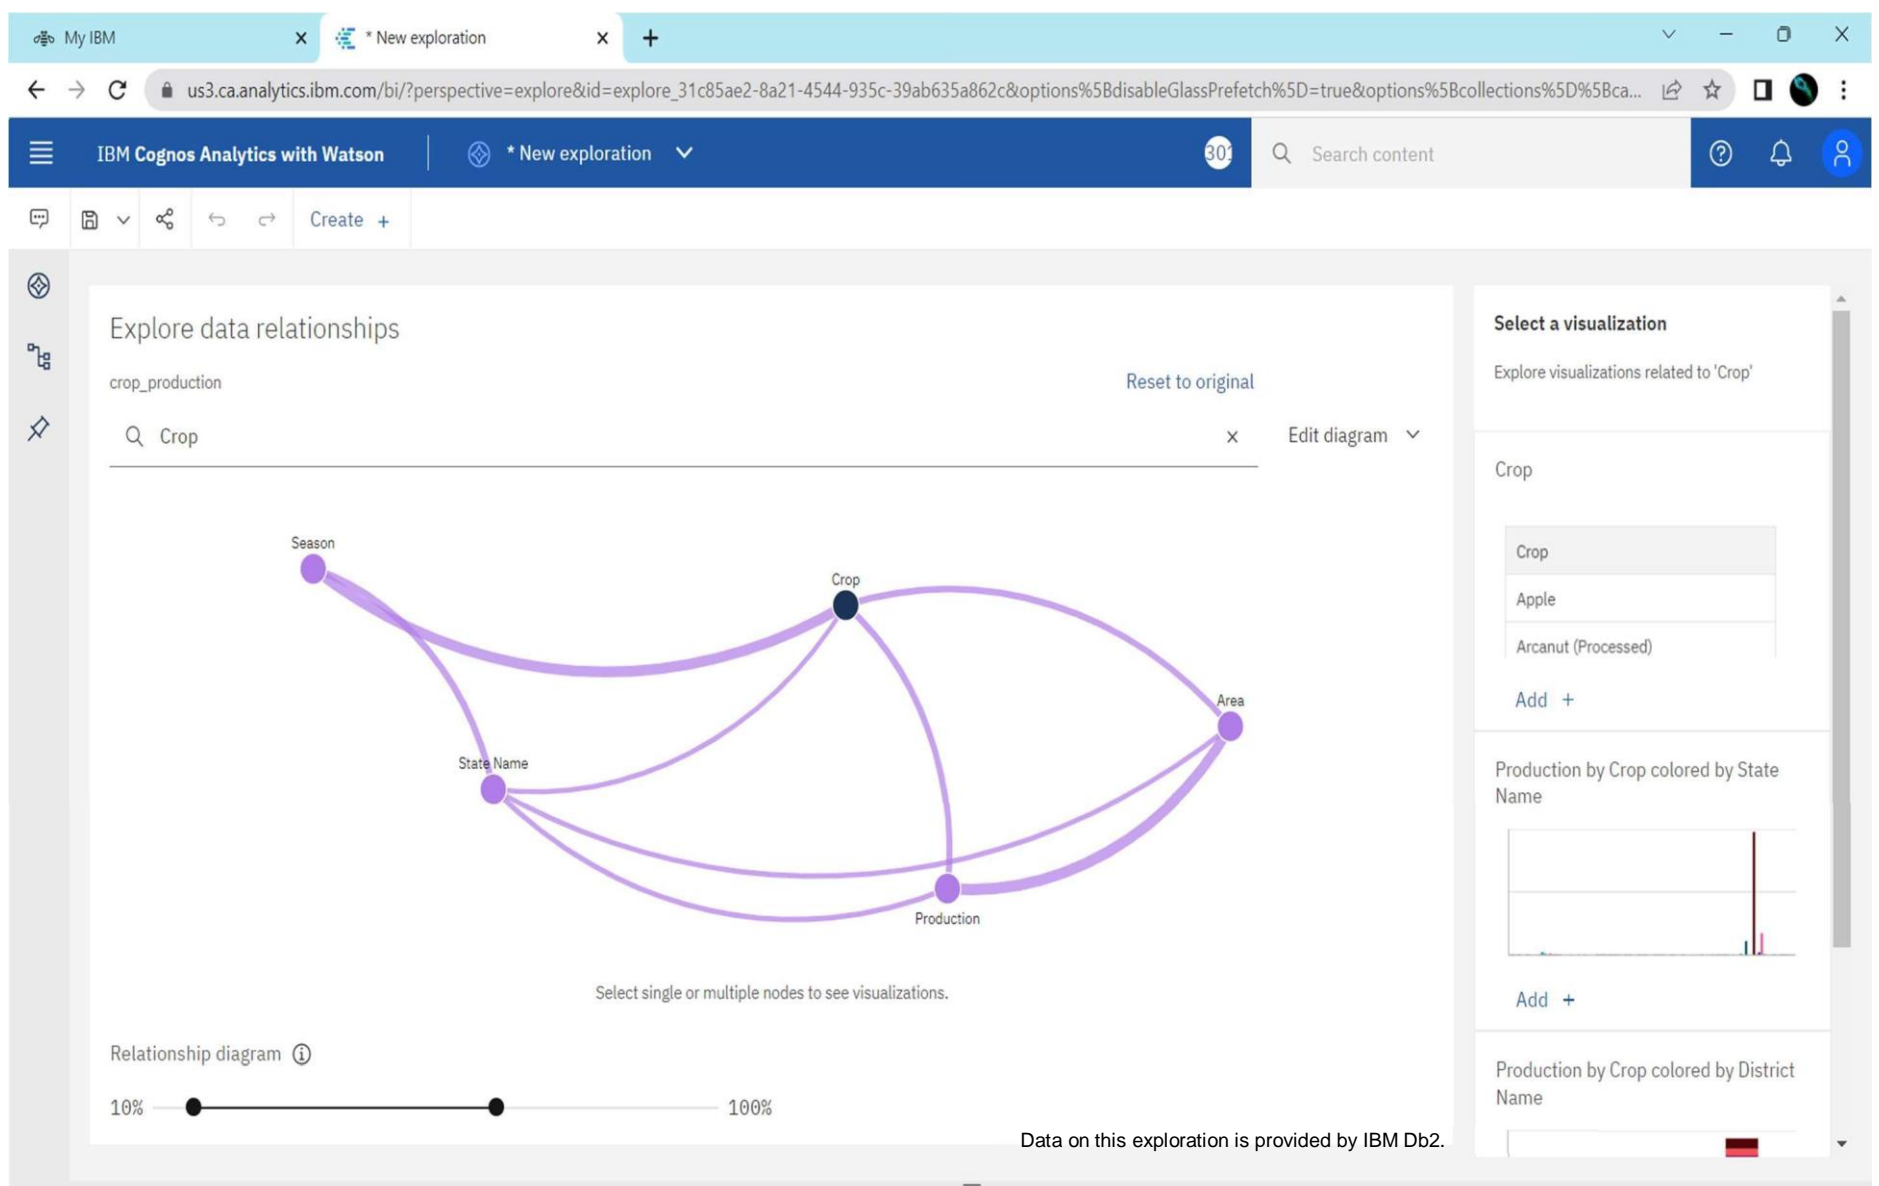 My IBM
* New exploration
us3.ca.analytics.ibm.com/bi/?perspective=explore&id=explore_31c85ae2-8a21-4544-935c-39ab635a862c&options%5BdisableGlassPrefetch%5D=true&options%5Bcollections%5D%5Bca...
IBM Cognos Analytics with Watson
* New exploration
301
Search content
Create +
Explore data relationships
crop_production
Reset to original
Crop
Edit diagram
Season
Crop
Area
State Name
Production
Select single or multiple nodes to see visualizations.
Relationship diagram
10%
100%
Data on this exploration is provided by IBM Db2.
Select a visualization
Explore visualizations related to 'Crop'
Crop
Crop
Apple
Arcanut (Processed)
Add +
Production by Crop colored by State
Name
Add +
Production by Crop colored by District
Name